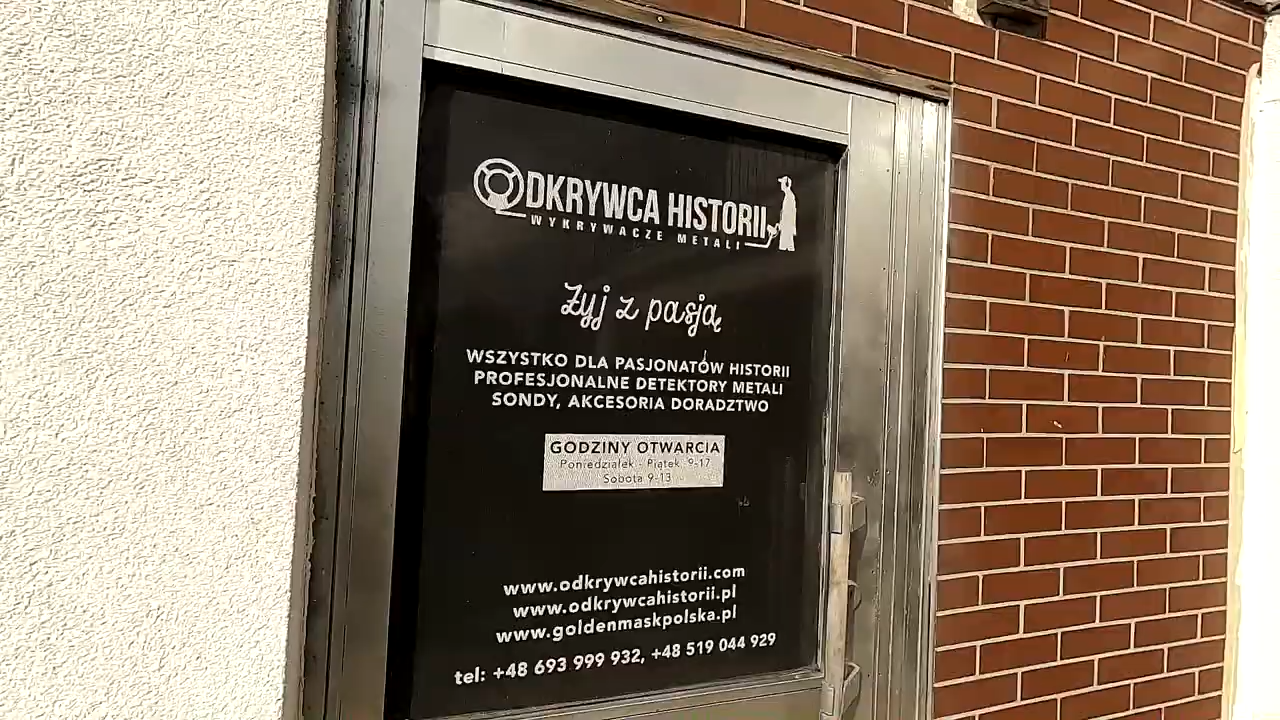 ODKRYWCA HISTORII
WYKRYWACZE METALI
Żyj z pasją
WSZYSTKO DLA PASJONATÓW HISTORII
PROFESJONALNE DETEKTORY METALI
SONDY, AKCESORIA DORADZTWO
GODZINY OTWARCIA
Poniedziałek - Piątek: 9-17
Sobota 9-13
www.odkrywcahistorii.com
www.odkrywcahistorii.pl
www.goldenmaskpolska.pl
tel: +48 693 999 932, +48 519 044 929